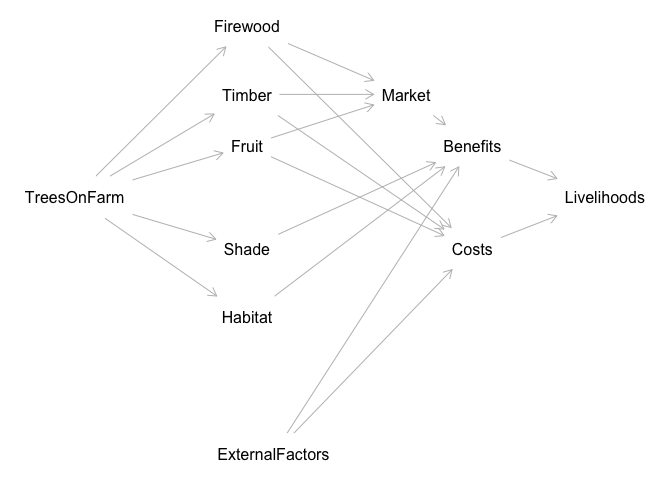 Firewood
Timber
Market
Fruit
Benefits
TreesOnFarm
Livelihoods
Shade
Costs
Habitat
ExternalFactors